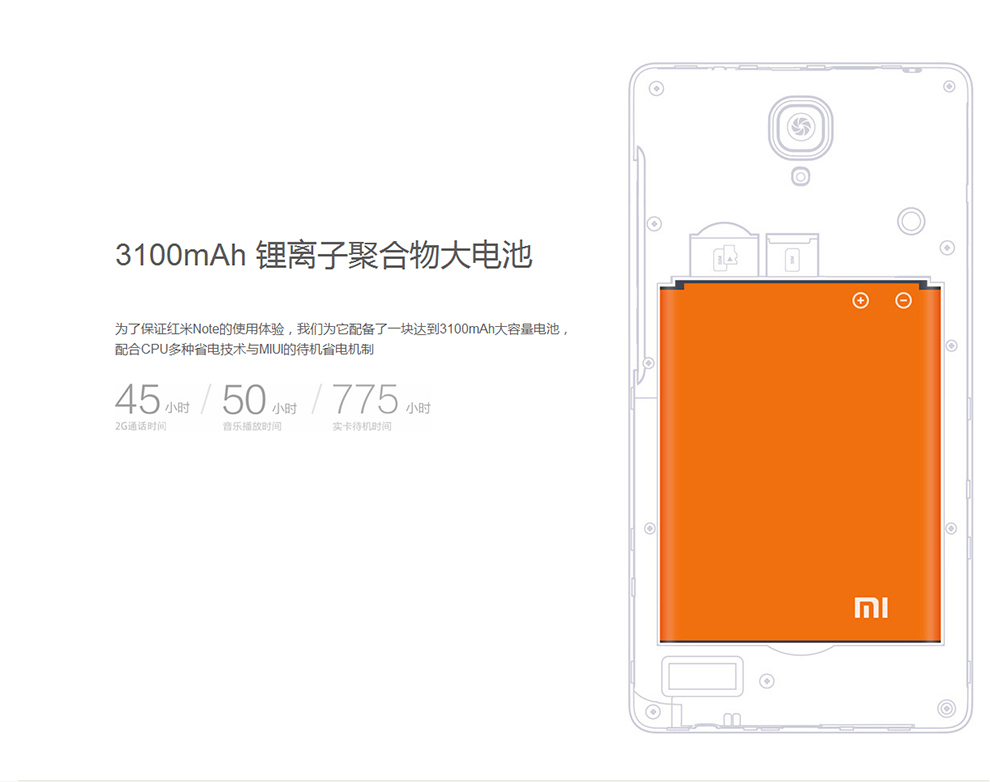 3100mAh 锂离子聚合物大电池
为了保证红米Note的使用体验，我们为它配备了一块达到3100mAh大容量电池，
配合CPU多种省电技术与MIUI的待机省电机制
45 小时 / 50 小时 / 775 小时
2G通话时间 音乐播放时间 实卡待机时间
MI